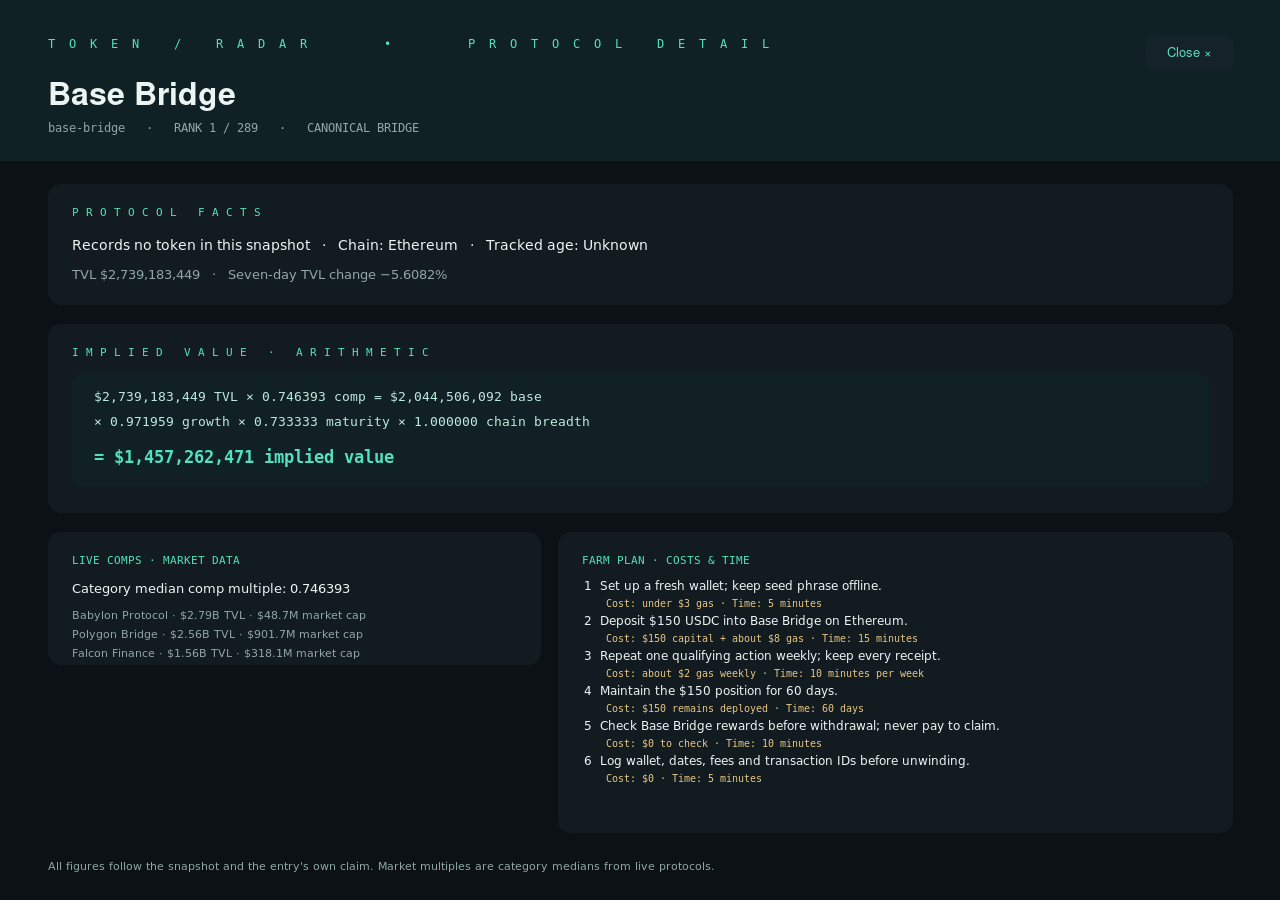 TOKEN / RADAR • PROTOCOL DETAIL
Close ×
Base Bridge
base-bridge · RANK 1 / 289 · CANONICAL BRIDGE
PROTOCOL FACTS
Records no token in this snapshot · Chain: Ethereum · Tracked age: Unknown
TVL $2,739,183,449 · Seven-day TVL change −5.6082%
IMPLIED VALUE · ARITHMETIC
$2,739,183,449 TVL × 0.746393 comp = $2,044,506,092 base
× 0.971959 growth × 0.733333 maturity × 1.000000 chain breadth
= $1,457,262,471 implied value
LIVE COMPS · MARKET DATA
Category median comp multiple: 0.746393
Babylon Protocol · $2.79B TVL · $48.7M market cap
Polygon Bridge · $2.56B TVL · $901.7M market cap
Falcon Finance · $1.56B TVL · $318.1M market cap
FARM PLAN · COSTS & TIME
1 Set up a fresh wallet; keep seed phrase offline.
Cost: under $3 gas · Time: 5 minutes
2 Deposit $150 USDC into Base Bridge on Ethereum.
Cost: $150 capital + about $8 gas · Time: 15 minutes
3 Repeat one qualifying action weekly; keep every receipt.
Cost: about $2 gas weekly · Time: 10 minutes per week
4 Maintain the $150 position for 60 days.
Cost: $150 remains deployed · Time: 60 days
5 Check Base Bridge rewards before withdrawal; never pay to claim.
Cost: $0 to check · Time: 10 minutes
6 Log wallet, dates, fees and transaction IDs before unwinding.
Cost: $0 · Time: 5 minutes
All figures follow the snapshot and the entry's own claim. Market multiples are category medians from live protocols.